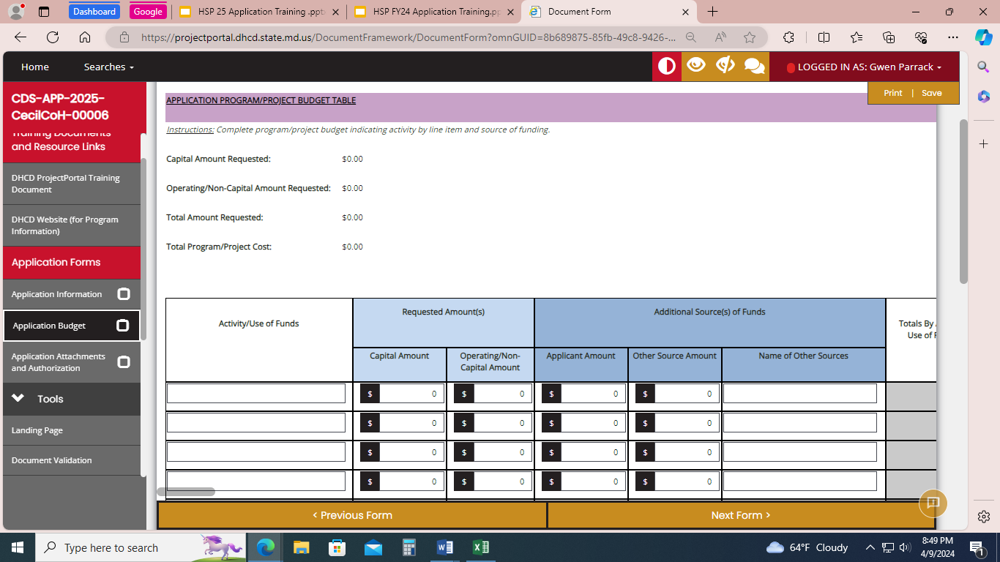 Dashboard
Google
HSP 25 Application Training .ppt
HSP FY24 Application Training.p
Document Form
https://projectportal.dhcd.state.md.us/DocumentFramework/DocumentForm?omnGUID=8b689875-85fb-49c8-9426-...
Home
Searches
LOGGED IN AS: Gwen Parrack
Print | Save
CDS-APP-2025-
CecilCoH-00006
Training Documents
and Resource Links
DHCD ProjectPortal Training
Document
DHCD Website (for Program
Information)
Application Forms
Application Information
Application Budget
Application Attachments
and Authorization
Tools
Landing Page
Document Validation
APPLICATION PROGRAM/PROJECT BUDGET TABLE
Instructions: Complete program/project budget indicating activity by line item and source of funding.
Capital Amount Requested: $0.00
Operating/Non-Capital Amount Requested: $0.00
Total Amount Requested: $0.00
Total Program/Project Cost: $0.00
Activity/Use of Funds
Requested Amount(s)
Additional Source(s) of Funds
Totals By
Use of
Capital Amount
Operating/Non-
Capital Amount
Applicant Amount
Other Source Amount
Name of Other Sources
$ 0 $ 0 $ 0 $ 0
$ 0 $ 0 $ 0 $ 0
$ 0 $ 0 $ 0 $ 0
$ 0 $ 0 $ 0 $ 0
< Previous Form
Next Form >
Type here to search
64°F Cloudy
8:49 PM
4/9/2024
1